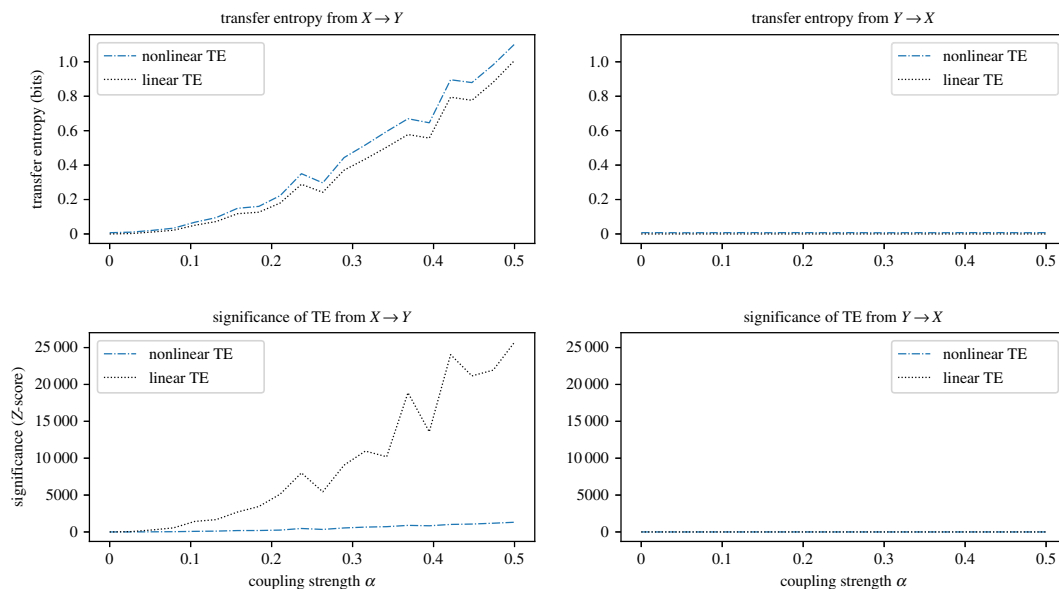 transfer entropy from X → Y
transfer entropy from Y → X
nonlinear TE
linear TE
nonlinear TE
linear TE
transfer entropy (bits)
1.0
0.8
0.6
0.4
0.2
0
1.0
0.8
0.6
0.4
0.2
0
0 0.1 0.2 0.3 0.4 0.5
0 0.1 0.2 0.3 0.4 0.5
significance of TE from X → Y
significance of TE from Y → X
nonlinear TE
linear TE
nonlinear TE
linear TE
significance (Z-score)
25 000
20 000
15 000
10 000
5000
0
25 000
20 000
15 000
10 000
5000
0
0 0.1 0.2 0.3 0.4 0.5
0 0.1 0.2 0.3 0.4 0.5
coupling strength α
coupling strength α